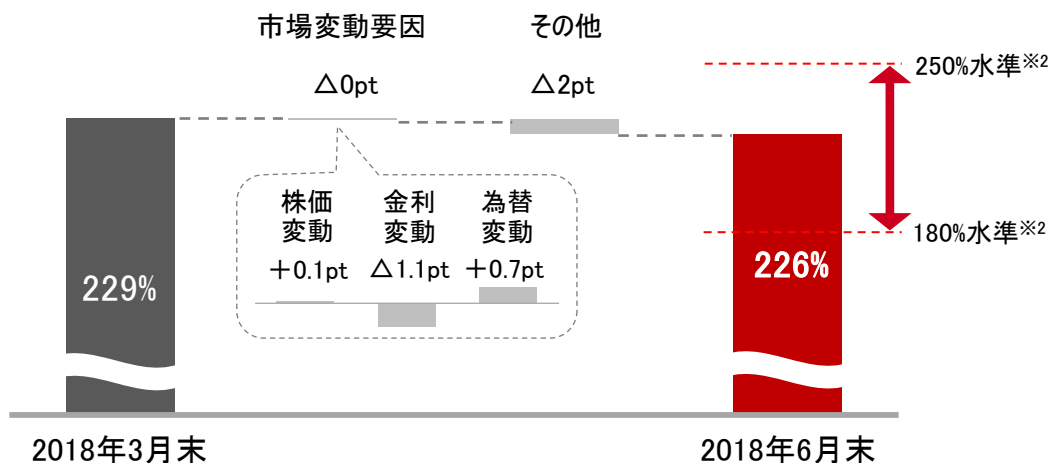 市場変動要因
その他
△0pt
△2pt
250%水準※2
株価
変動
金利
変動
為替
変動
+0.1pt
△1.1pt
+0.7pt
180%水準※2
229%
226%
2018年3月末
2018年6月末